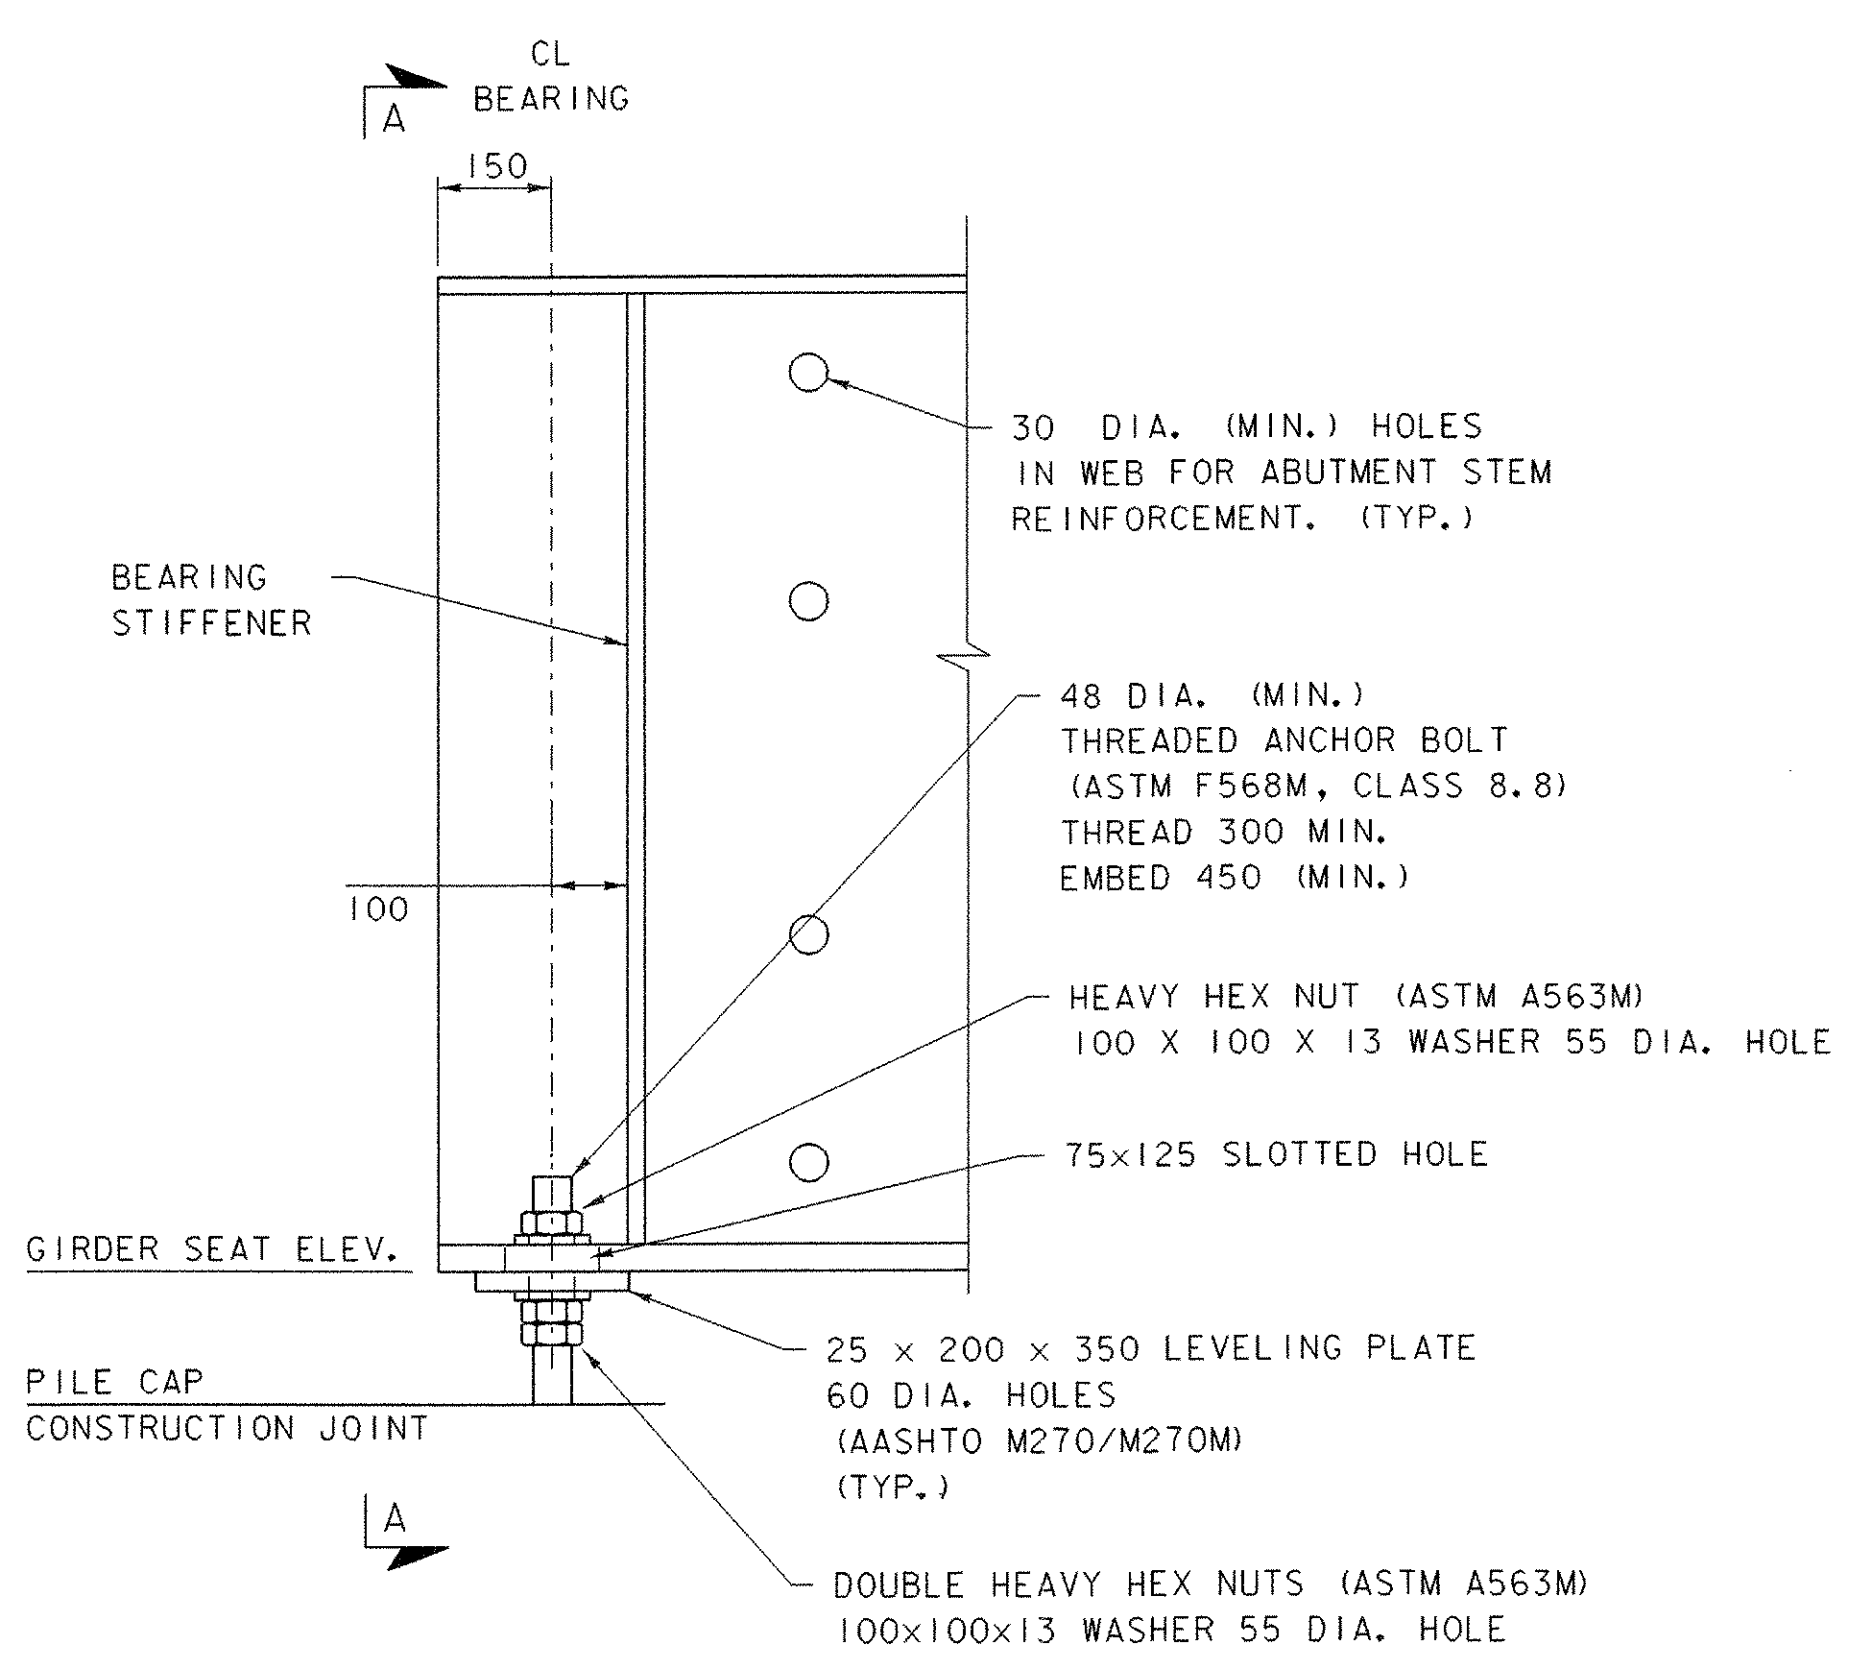 CL
BEARING
A
150
30 DIA. (MIN.) HOLES
IN WEB FOR ABUTMENT STEM
REINFORCEMENT. (TYP.)
BEARING
STIFFENER
48 DIA. (MIN.)
THREADED ANCHOR BOLT
(ASTM F568M, CLASS 8.8)
THREAD 300 MIN.
EMBED 450 (MIN.)
100
HEAVY HEX NUT (ASTM A563M)
100 X 100 X 13 WASHER 55 DIA. HOLE
75x125 SLOTTED HOLE
GIRDER SEAT ELEV.
25 x 200 x 350 LEVELING PLATE
60 DIA. HOLES
(AASHTO M270/M270M)
(TYP.)
PILE CAP
CONSTRUCTION JOINT
A
DOUBLE HEAVY HEX NUTS (ASTM A563M)
100x100x13 WASHER 55 DIA. HOLE